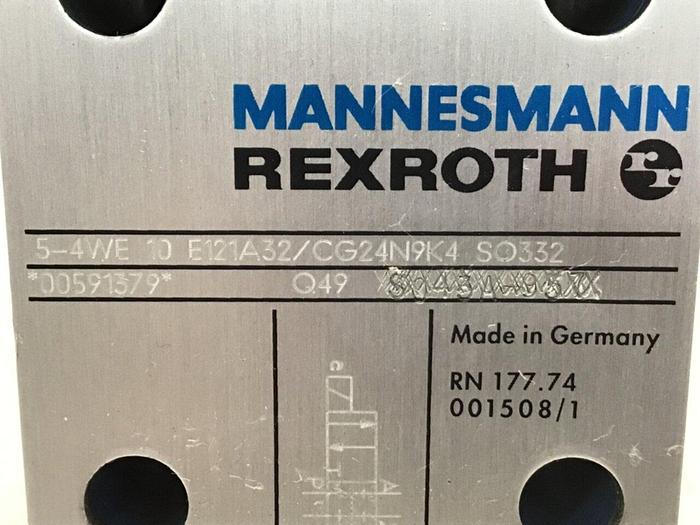 MANNESMANN
REXROTH
5-4WE 10 E121A32/CG24N9K4 SO332
*00591379* Q49
Made in Germany
RN 177.74
001508/1
a
A
P